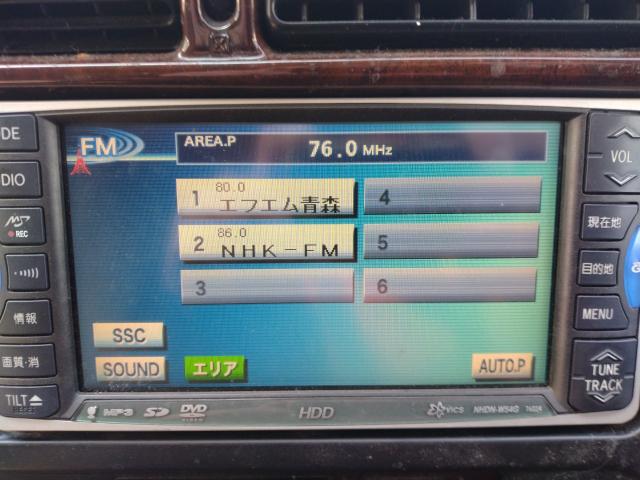 DE
DIO
REC
情報
画質・消
TILT
FM
AREA.P
76.0 MHz
1 80.0 エフエム青森
2 86.0 NHK-FM
3
4
5
6
SSC
SOUND
エリア
AUTO.P
VOL
現在地
目的地
MENU
TUNE
TRACK
MP3 SD DVD VIDEO HDD VICS NHDN-W54G